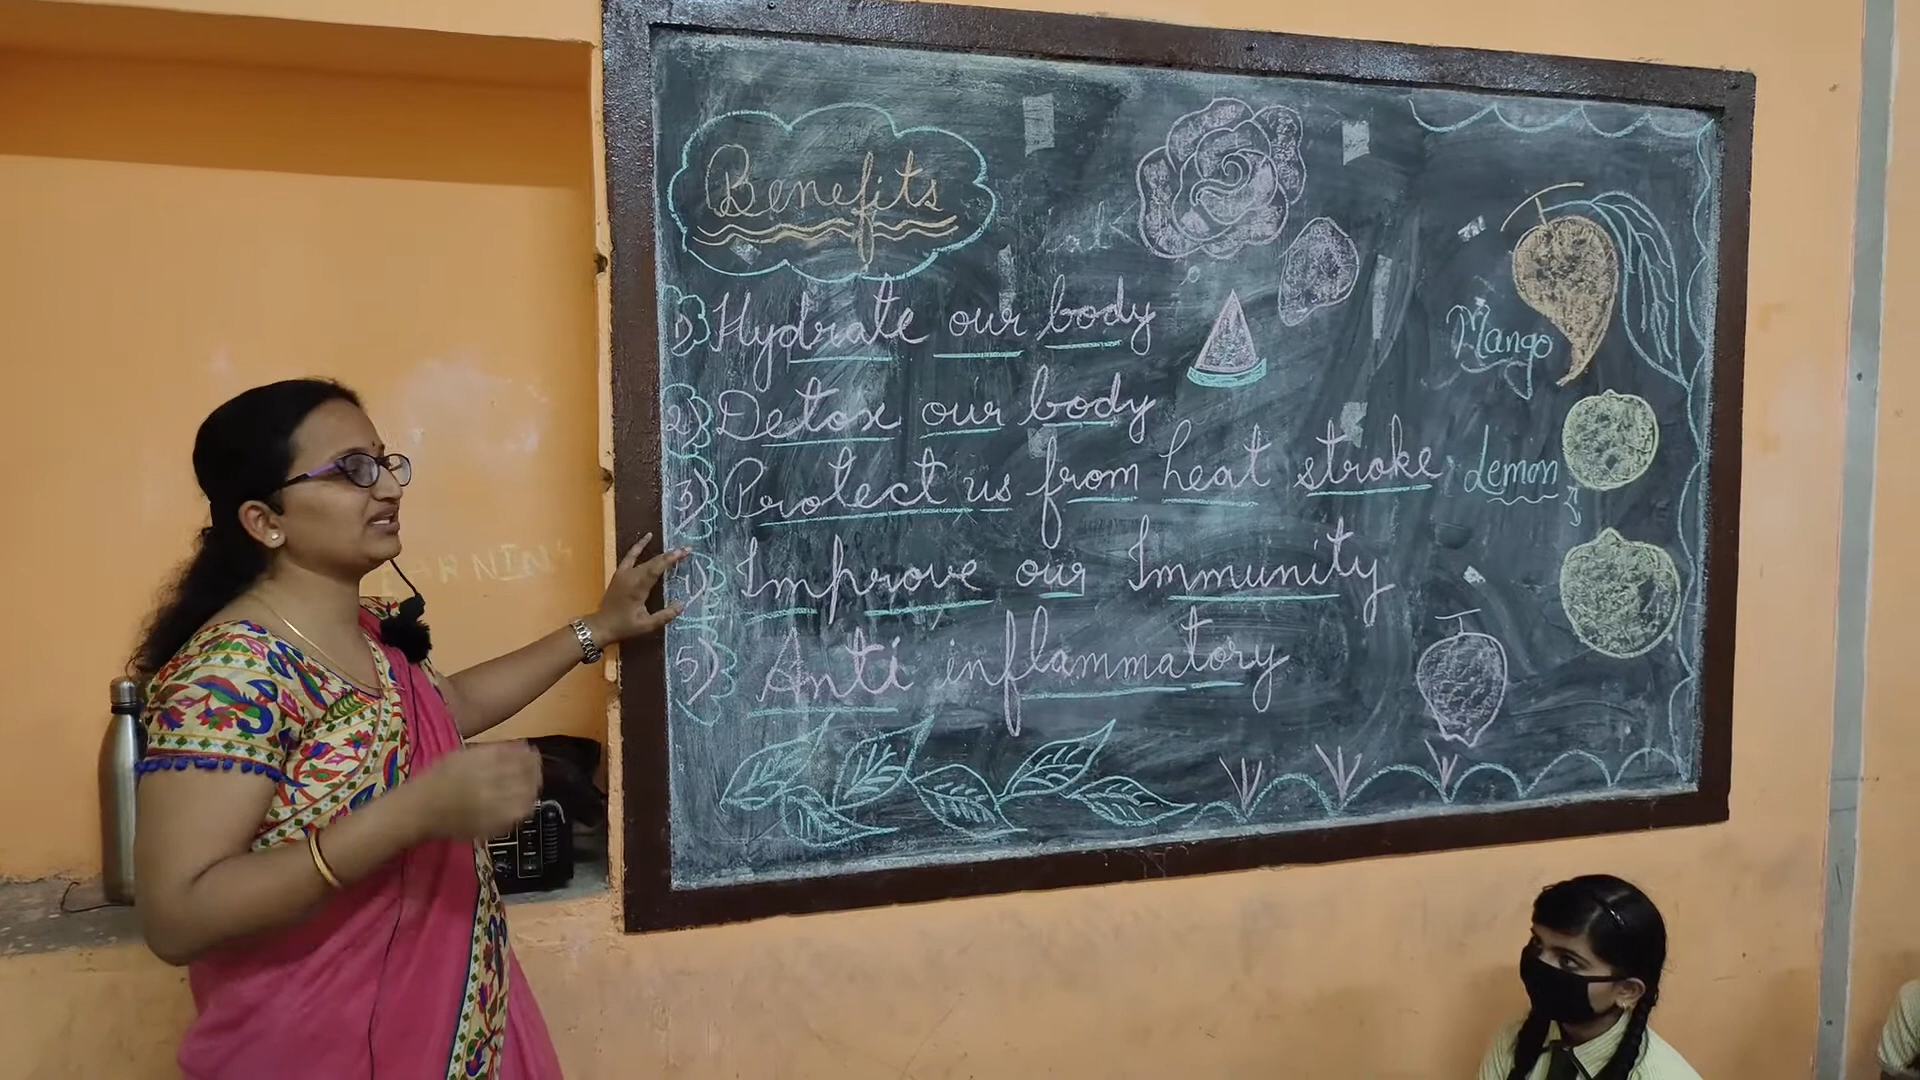 Benefits
1) Hydrate our body
2) Detox our body
3) Protect us from heat stroke
4) Improve our Immunity
5) Anti inflammatory
Mango
Lemon